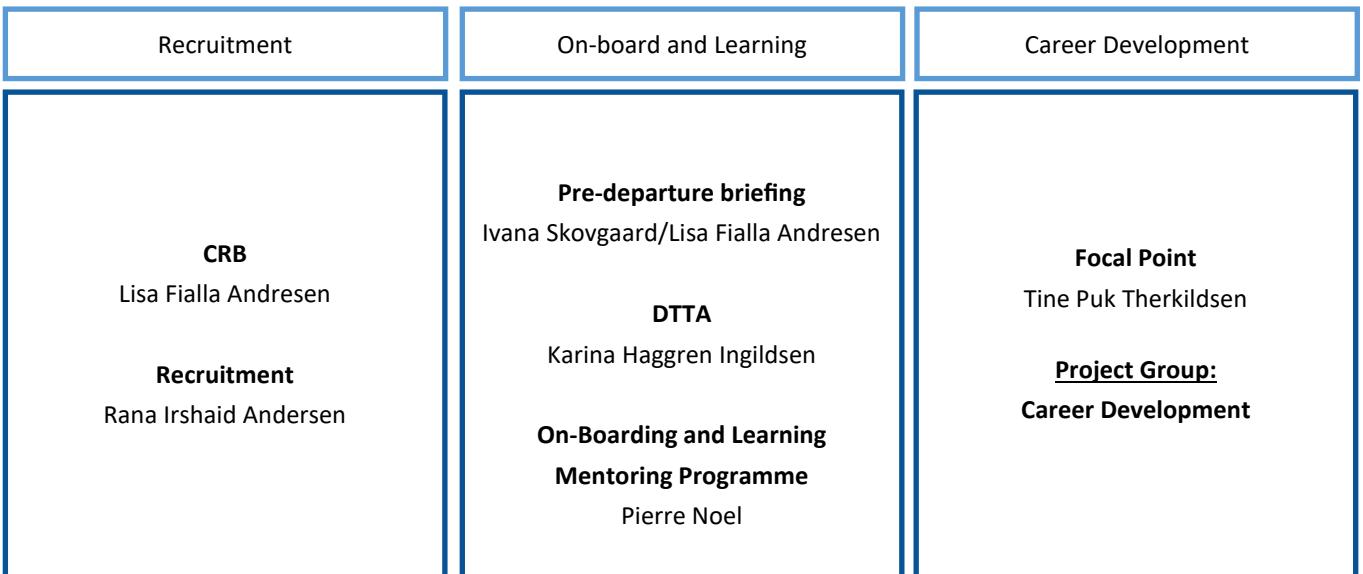 Recruitment
On-board and Learning
Career Development
CRB
Lisa Fialla Andresen
Recruitment
Rana Irshaid Andersen
Pre-departure briefing
Ivana Skovgaard/Lisa Fialla Andresen
DTTA
Karina Haggren Ingildsen
On-Boarding and Learning
Mentoring Programme
Pierre Noel
Focal Point
Tine Puk Therkildsen
Project Group:
Career Development